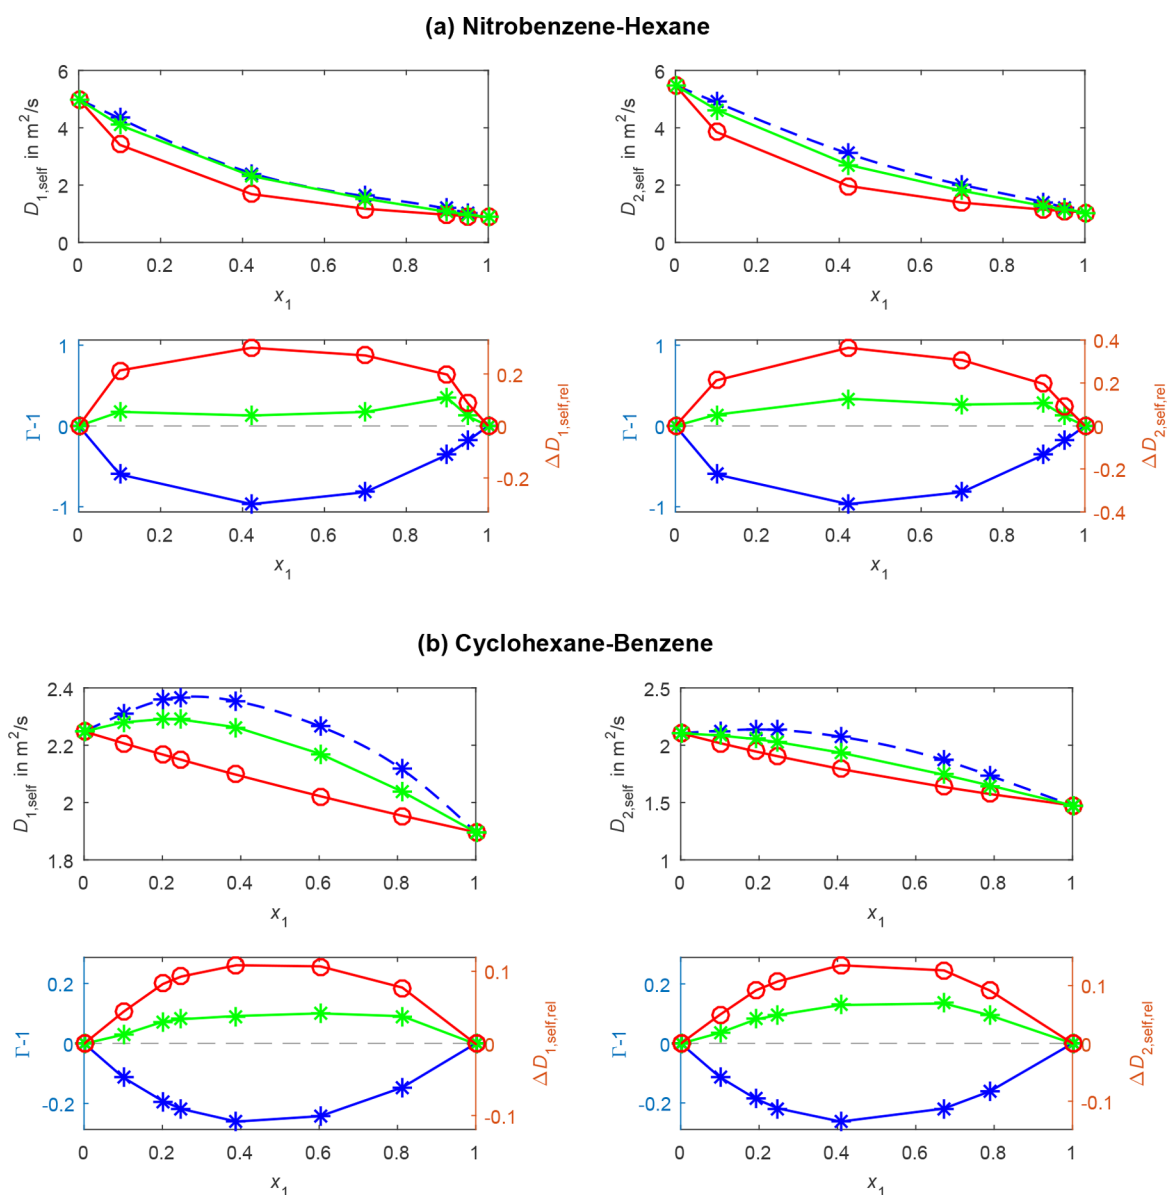 (a) Nitrobenzene-Hexane
6
4
2
0
D1,self in m²/s
0 0.2 0.4 0.6 0.8 1
x1
6
4
2
0
D2,self in m²/s
0 0.2 0.4 0.6 0.8 1
x1
1
0
-1
Γ-1
0.2
0
-0.2
ΔD1,self,rel
0 0.2 0.4 0.6 0.8 1
x1
1
0
-1
Γ-1
0.4
0.2
0
-0.2
-0.4
ΔD2,self,rel
0 0.2 0.4 0.6 0.8 1
x1
(b) Cyclohexane-Benzene
2.4
2.2
2
1.8
D1,self in m²/s
0 0.2 0.4 0.6 0.8 1
x1
2.5
2
1.5
1
D2,self in m²/s
0 0.2 0.4 0.6 0.8 1
x1
0.2
0
-0.2
Γ-1
0.1
0
-0.1
ΔD1,self,rel
0 0.2 0.4 0.6 0.8 1
x1
0.2
0
-0.2
Γ-1
0.1
0
-0.1
ΔD2,self,rel
0 0.2 0.4 0.6 0.8 1
x1